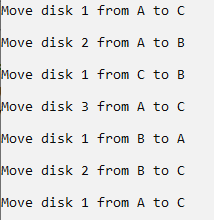 Move disk 1 from A to C
Move disk 2 from A to B
Move disk 1 from C to B
Move disk 3 from A to C
Move disk 1 from B to A
Move disk 2 from B to C
Move disk 1 from A to C